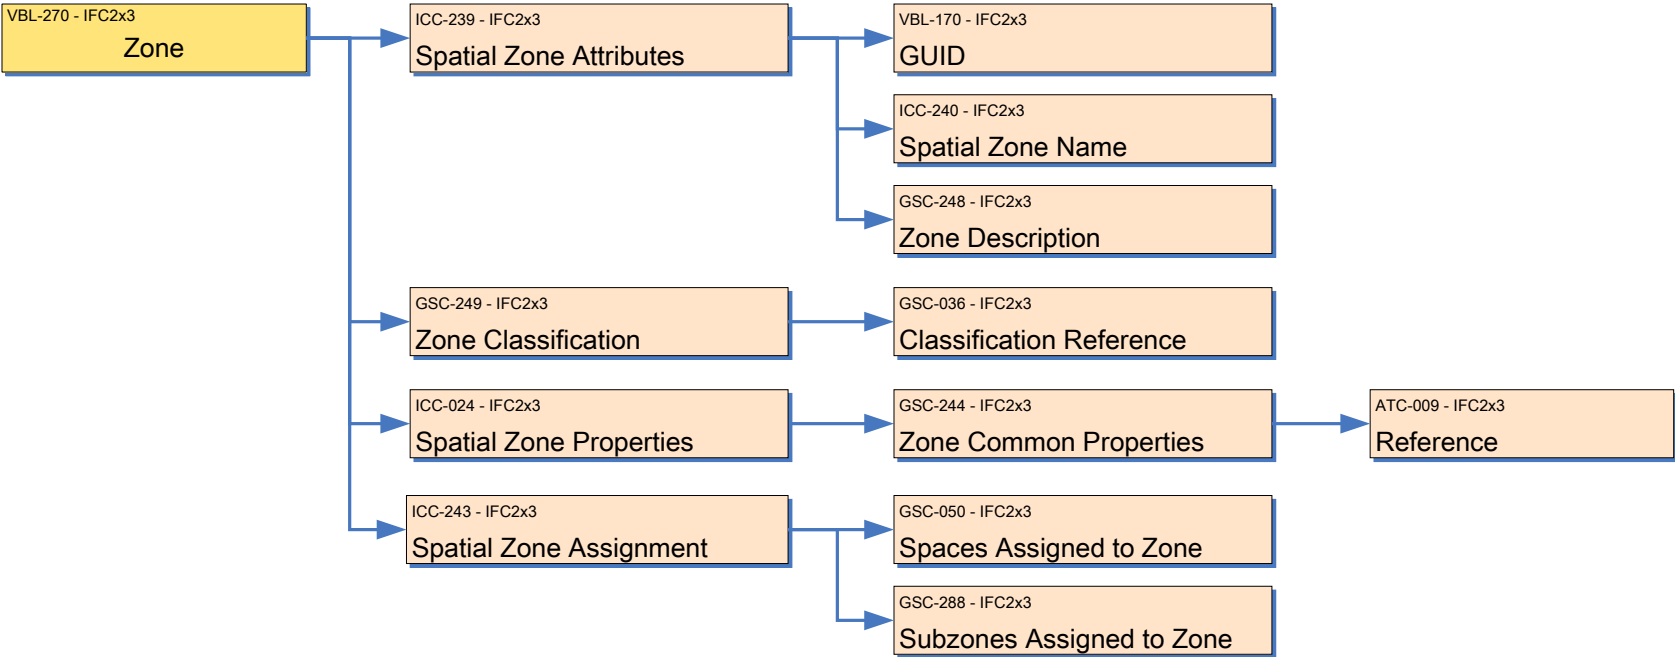 VBL-270 - IFC2x3
Zone
ICC-239 - IFC2x3
Spatial Zone Attributes
VBL-170 - IFC2x3
GUID
ICC-240 - IFC2x3
Spatial Zone Name
GSC-248 - IFC2x3
Zone Description
GSC-249 - IFC2x3
Zone Classification
GSC-036 - IFC2x3
Classification Reference
ICC-024 - IFC2x3
Spatial Zone Properties
GSC-244 - IFC2x3
Zone Common Properties
ATC-009 - IFC2x3
Reference
ICC-243 - IFC2x3
Spatial Zone Assignment
GSC-050 - IFC2x3
Spaces Assigned to Zone
GSC-288 - IFC2x3
Subzones Assigned to Zone